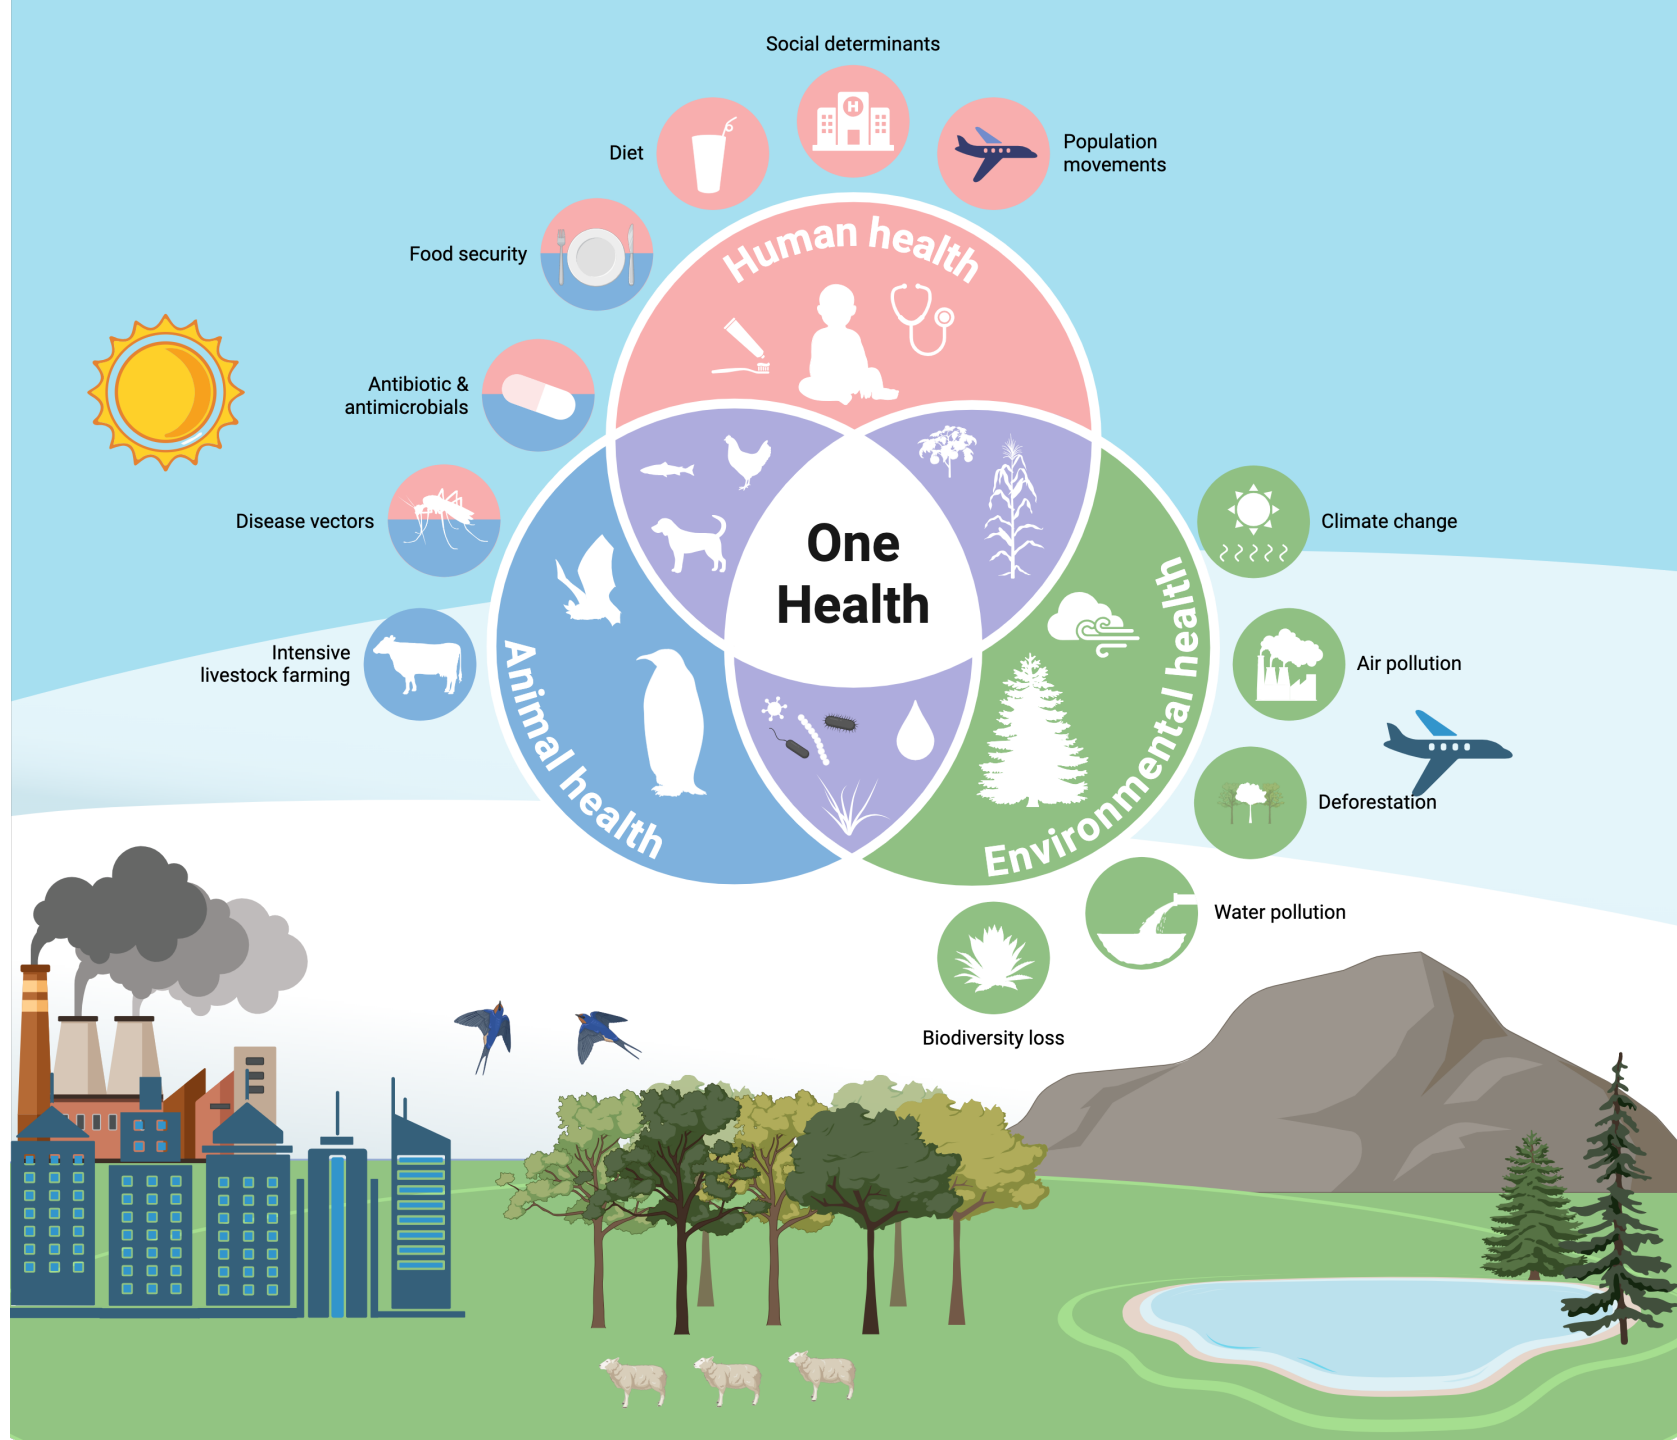 Social determinants
Diet
Population
movements
Food security
Human health
H
Antibiotic &
antimicrobials
Disease vectors
One
Health
Climate change
Intensive
livestock farming
Animal health
Environmental health
Air pollution
Deforestation
Water pollution
Biodiversity loss